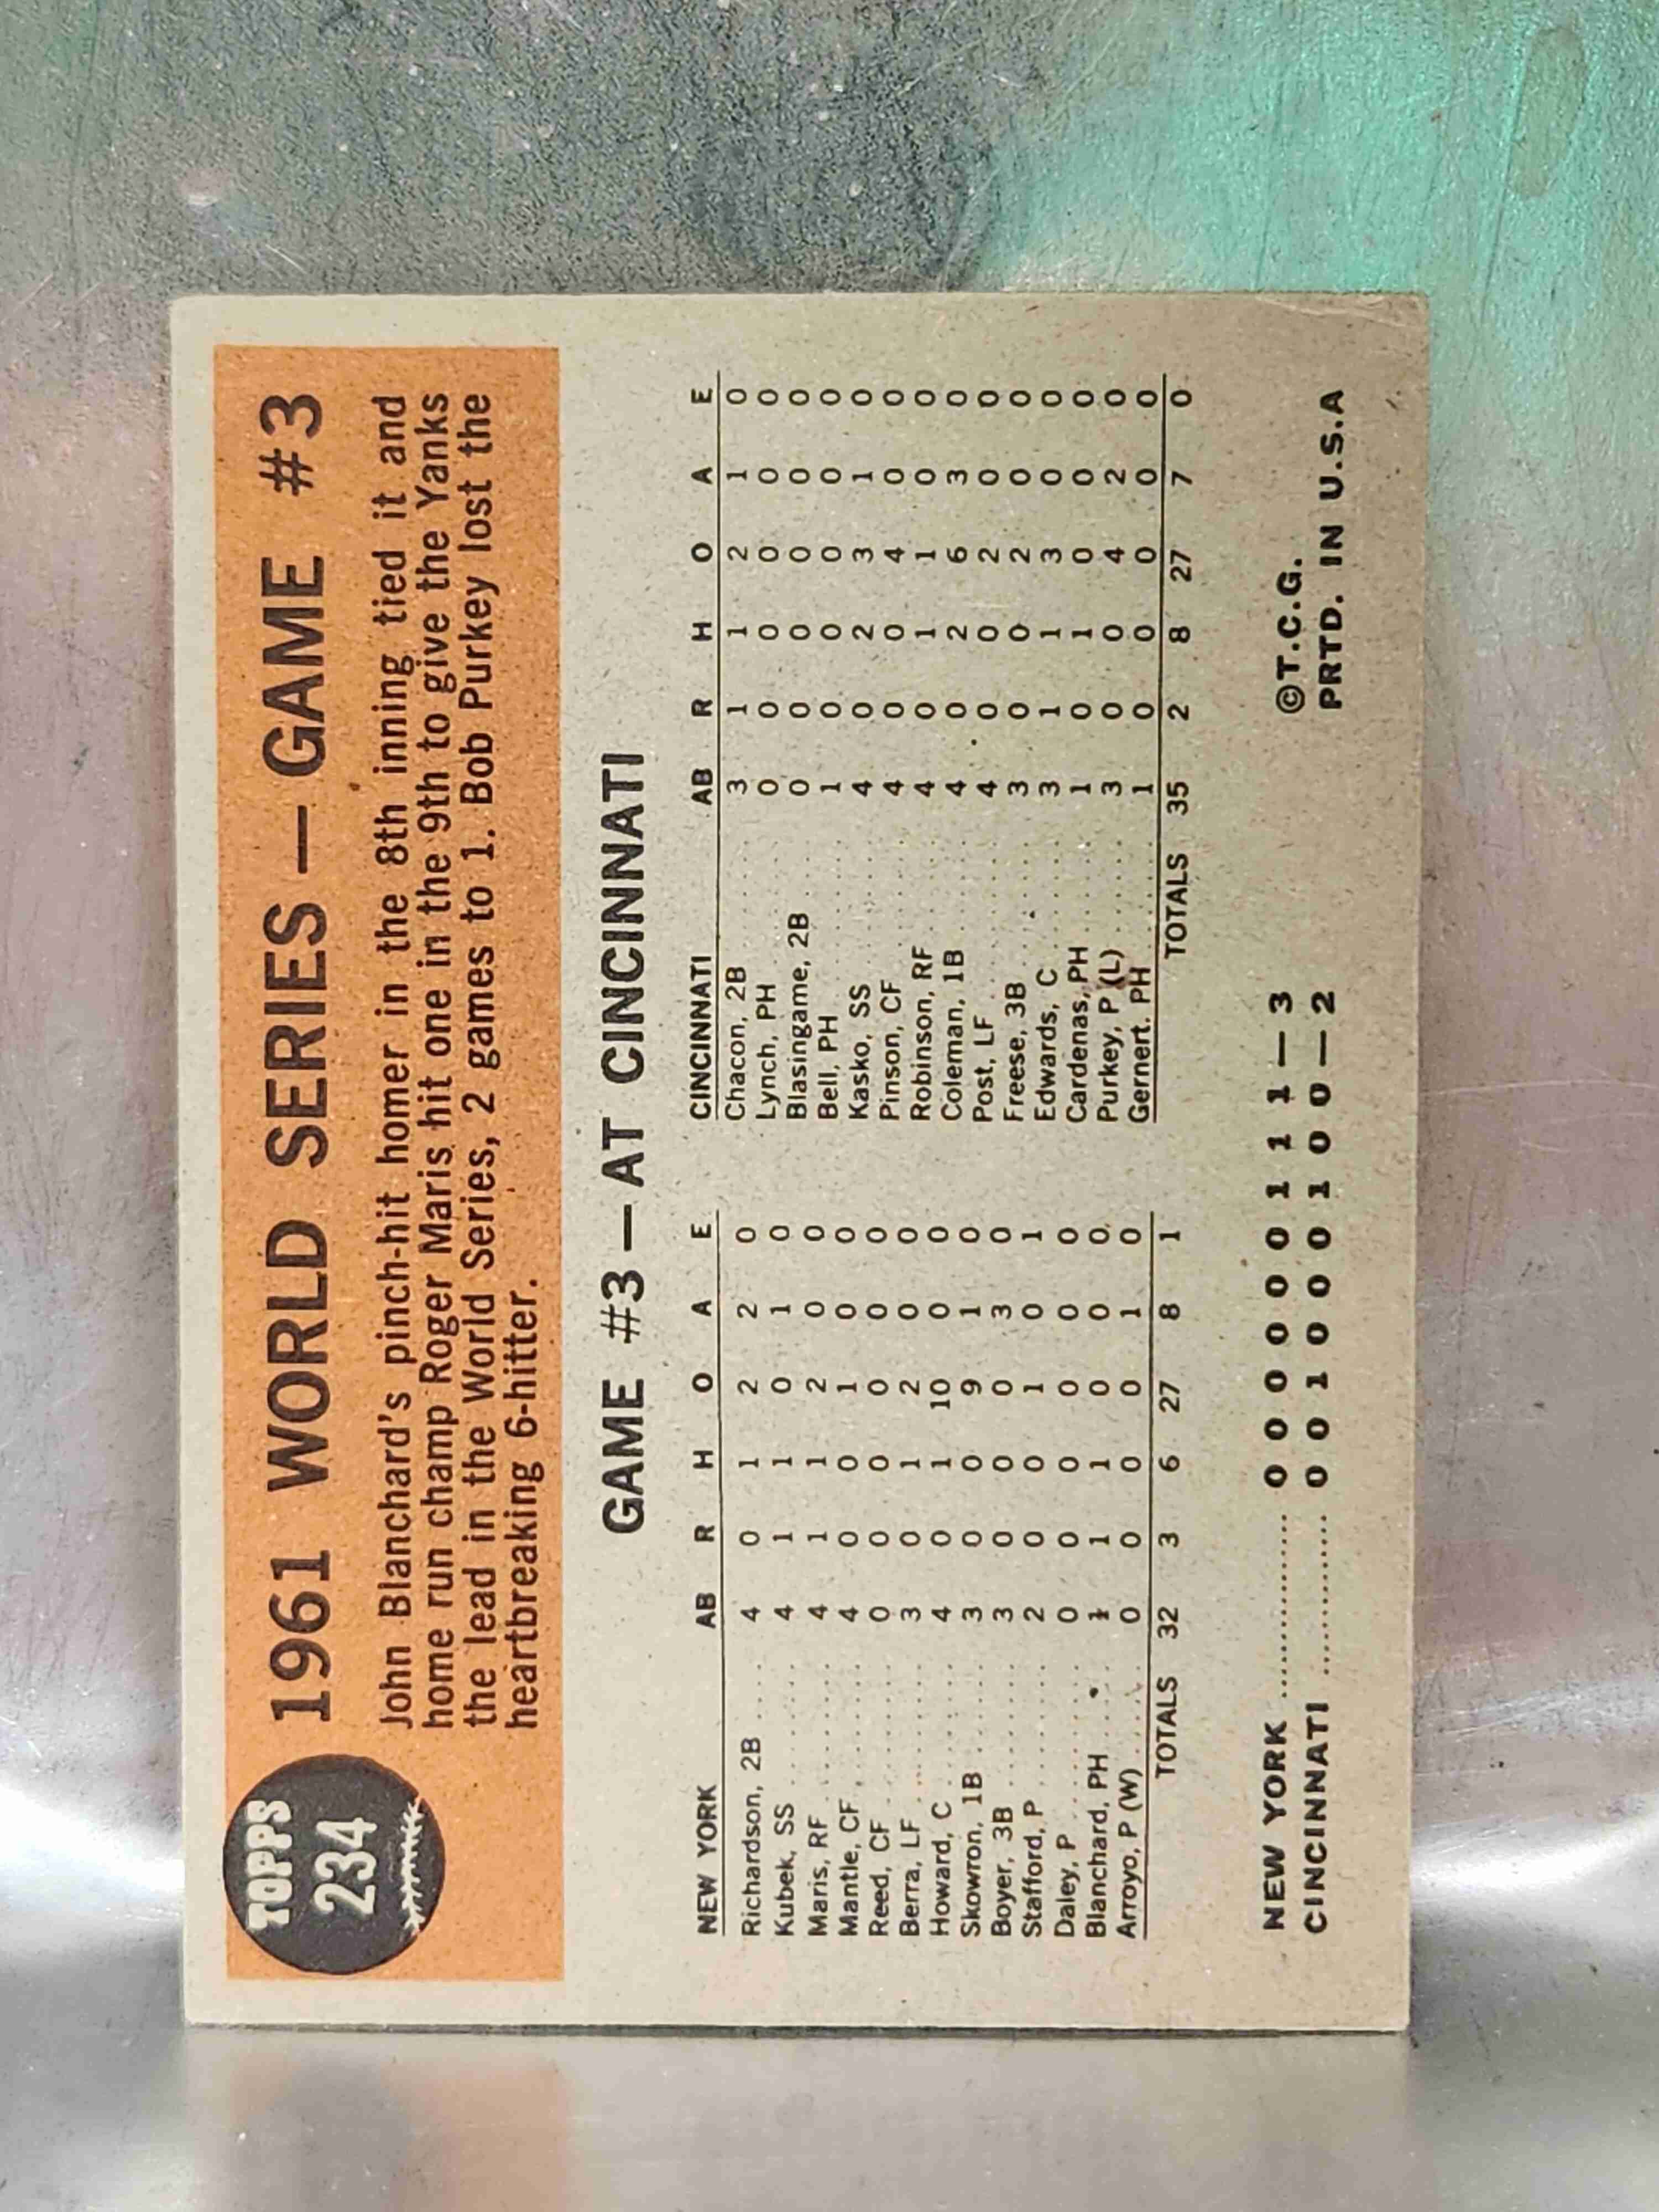 TOPPS
234
1961 WORLD SERIES — GAME #3
John Blanchard's pinch-hit homer in the 8th inning tied it and
home run champ Roger Maris hit one in the 9th to give the Yanks
the lead in the World Series, 2 games to 1. Bob Purkey lost the
heartbreaking 6-hitter.
GAME #3 — AT CINCINNATI
NEW YORK AB R H O A E
Richardson, 2B ..... 4 0 1 2 2 0
Kubek, SS ......... 4 1 1 0 1 0
Maris, RF ........ 4 1 1 2 0 0
Mantle, CF ........ 4 0 0 1 0 0
Reed, CF ......... 0 0 0 0 0 0
Berra, LF ......... 3 0 1 2 0 0
Howard, C ......... 4 0 1 10 0 0
Skowron, 1B ....... 3 0 0 9 1 0
Boyer, 3B ......... 3 0 0 0 3 0
Stafford, P ........ 2 0 0 1 0 1
Daley, P .......... 0 0 0 0 0 0
Blanchard, PH ..... 1 1 1 0 0 0
Arroyo, P (W) ..... 0 0 0 0 1 0
TOTALS 32 3 6 27 8 1
CINCINNATI AB R H O A E
Chacon, 2B ........ 3 1 1 2 1 0
Lynch, PH ........ 0 0 0 0 0 0
Blasingame, 2B .... 0 0 0 0 0 0
Bell, PH .......... 1 0 0 0 0 0
Kasko, SS ......... 4 0 2 3 1 0
Pinson, CF ........ 4 0 0 4 0 0
Robinson, RF ...... 4 0 1 1 0 0
Coleman, 1B ....... 4 0 2 6 3 0
Post, LF .......... 4 0 0 2 0 0
Freese, 3B ........ 3 0 0 2 0 0
Edwards, C ........ 3 1 1 3 0 0
Cardenas, PH ...... 1 0 1 0 0 0
Purkey, P (L) ...... 3 0 0 4 2 0
Gernert. PH ....... 1 0 0 0 0 0
TOTALS 35 2 8 27 7 0
NEW YORK ............... 0 0 0 0 0 0 1 1 1 — 3
CINCINNATI ............. 0 0 1 0 0 0 1 0 0 — 2
©T.C.G.
PRTD. IN U.S.A